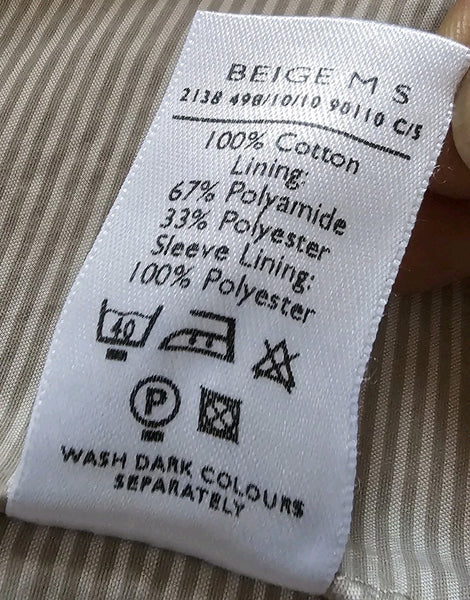 BEIGE M S
2138 498/10/10 90110 C/S
100% Cotton
Lining:
67% Polyamide
33% Polyester
Sleeve Lining:
100% Polyester
40
P
WASH DARK COLOURS
SEPARATELY